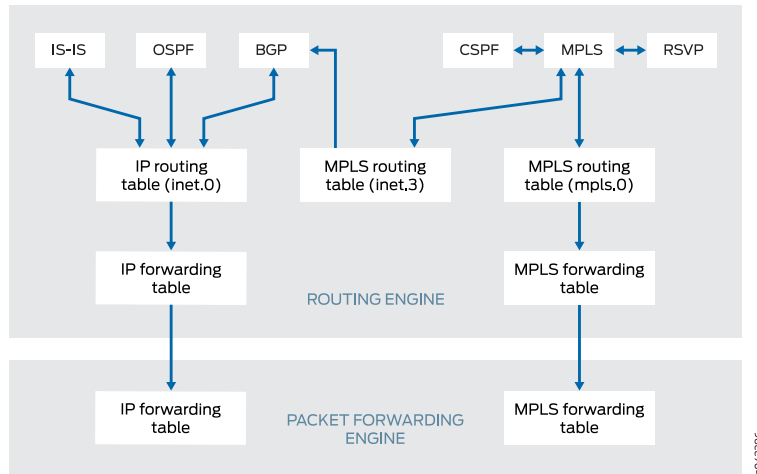 IS-IS
OSPF
BGP
CSPF
MPLS
RSVP
IP routing
table (inet.0)
MPLS routing
table (inet.3)
MPLS routing
table (mpls.0)
IP forwarding
table
MPLS forwarding
table
ROUTING ENGINE
IP forwarding
table
MPLS forwarding
table
PACKET FORWARDING
ENGINE